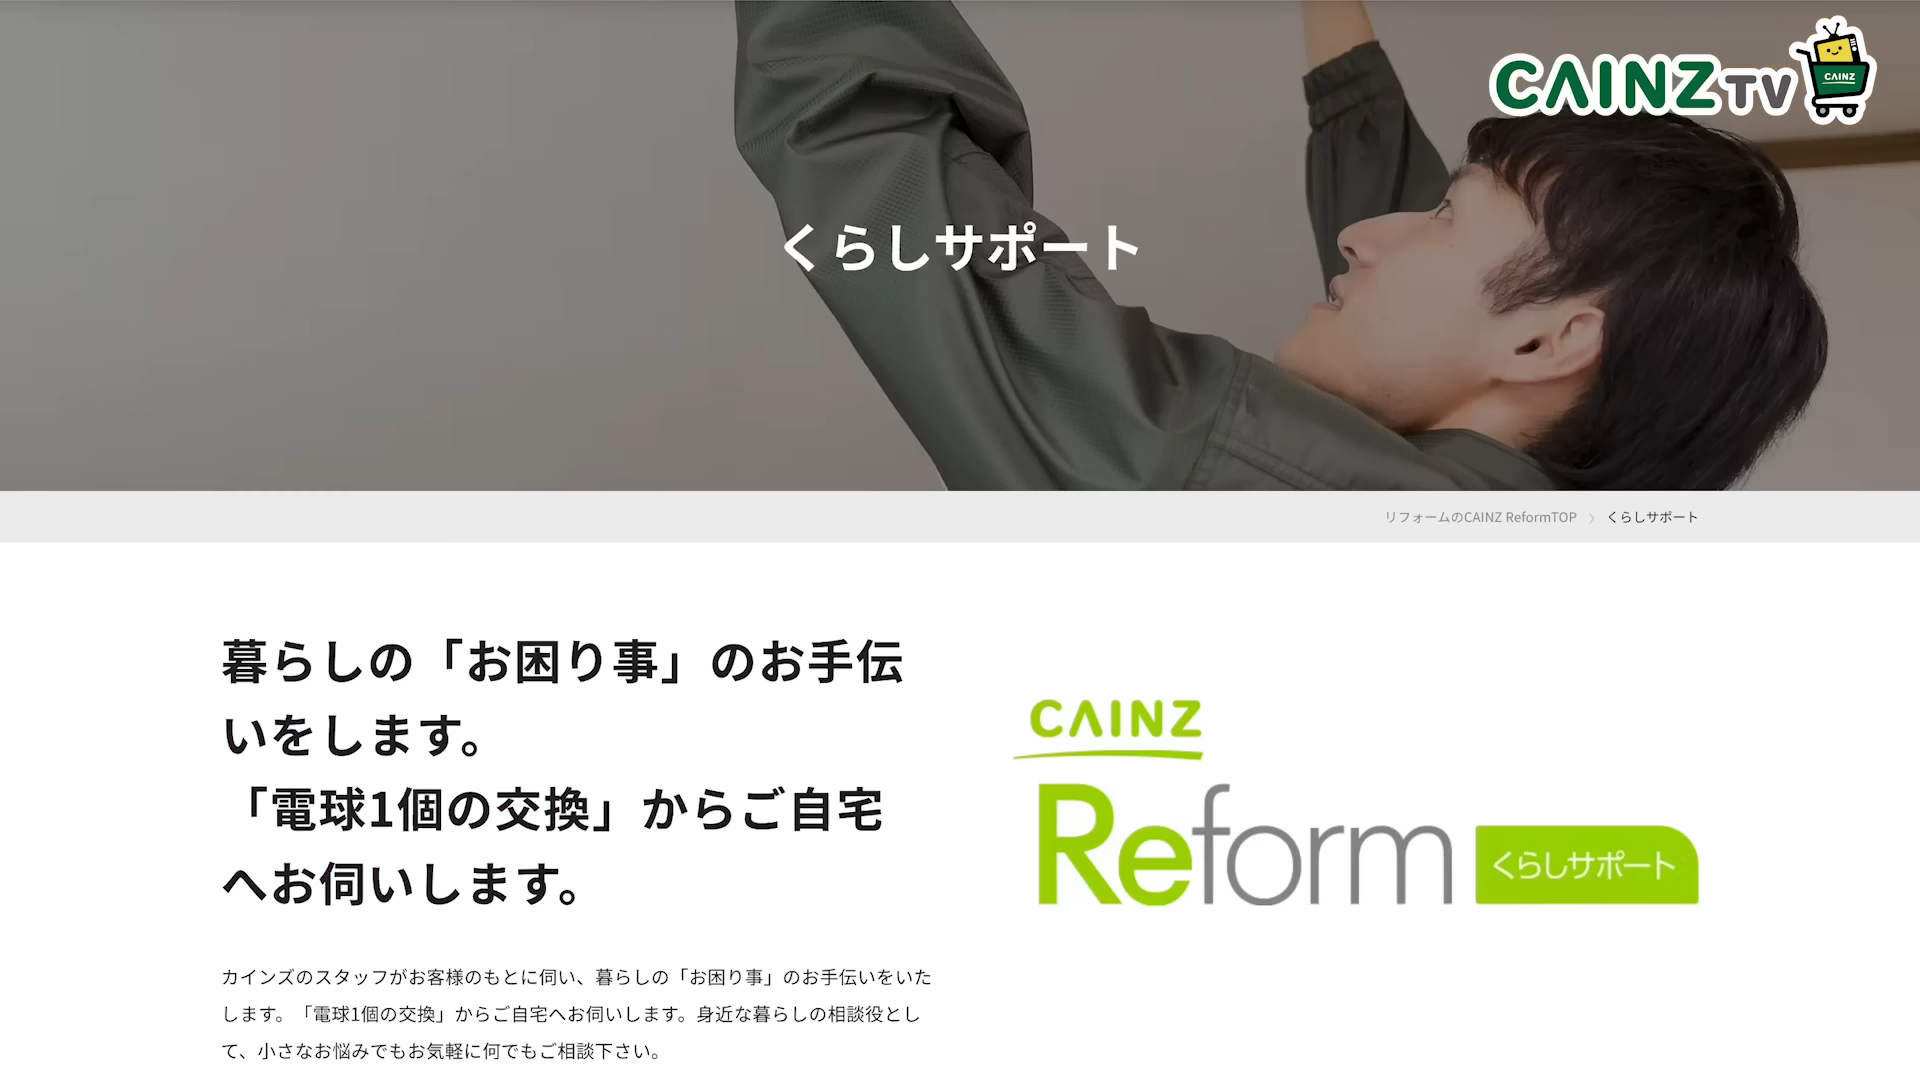 CAINZ TV
CAINZ
くらしサポート
リフォームのCAINZ ReformTOP › くらしサポート
暮らしの「お困り事」のお手伝
いをします。
「電球1個の交換」からご自宅
へお伺いします。
CAINZ
Reform くらしサポート
カインズのスタッフがお客様のもとに伺い、暮らしの「お困り事」のお手伝いをいた
します。「電球1個の交換」からご自宅へお伺いします。身近な暮らしの相談役とし
て、小さなお悩みでもお気軽に何でもご相談下さい。